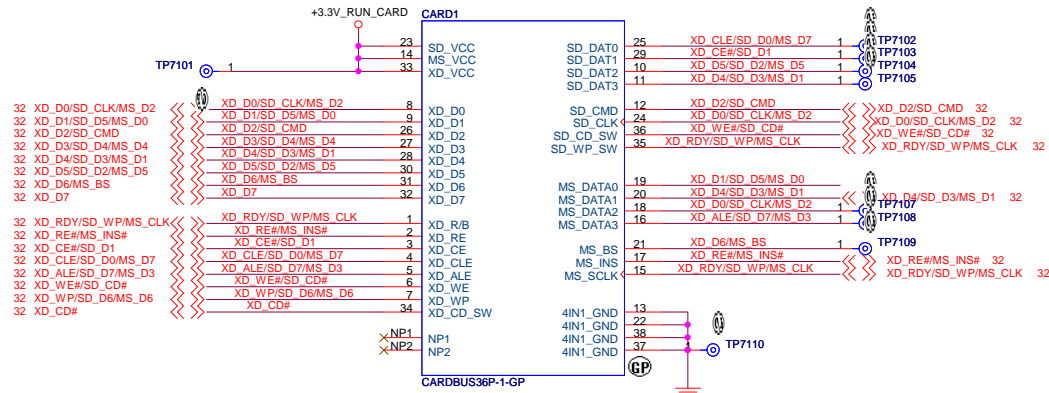 +3.3V_RUN_CARD
CARD1
23 SD_VCC
14 MS_VCC
33 XD_VCC
TP7101 1
SD_DAT0 25 XD_CLE/SD_D0/MS_D7 1 TP7102
SD_DAT1 29 XD_CE#/SD_D1 1 TP7103
SD_DAT2 10 XD_D5/SD_D2/MS_D5 1 TP7104
SD_DAT3 11 XD_D4/SD_D3/MS_D1 1 TP7105
32 XD_D0/SD_CLK/MS_D2 XD_D0/SD_CLK/MS_D2 8 XD_D0
32 XD_D1/SD_D5/MS_D0 XD_D1/SD_D5/MS_D0 9 XD_D1
32 XD_D2/SD_CMD XD_D2/SD_CMD 26 XD_D2
32 XD_D3/SD_D4/MS_D4 XD_D3/SD_D4/MS_D4 27 XD_D3
32 XD_D4/SD_D3/MS_D1 XD_D4/SD_D3/MS_D1 28 XD_D4
32 XD_D5/SD_D2/MS_D5 XD_D5/SD_D2/MS_D5 30 XD_D5
32 XD_D6/MS_BS XD_D6/MS_BS 31 XD_D6
32 XD_D7 XD_D7 32 XD_D7
SD_CMD 12 XD_D2/SD_CMD XD_D2/SD_CMD 32
SD_CLK 24 XD_D0/SD_CLK/MS_D2 XD_D0/SD_CLK/MS_D2 32
SD_CD_SW 36 XD_WE#/SD_CD# XD_WE#/SD_CD# 32
SD_WP_SW 35 XD_RDY/SD_WP/MS_CLK XD_RDY/SD_WP/MS_CLK 32
MS_DATA0 19 XD_D1/SD_D5/MS_D0
MS_DATA1 20 XD_D4/SD_D3/MS_D1 XD_D4/SD_D3/MS_D1 32
MS_DATA2 18 XD_D0/SD_CLK/MS_D2 1 TP7107
MS_DATA3 16 XD_ALE/SD_D7/MS_D3 1 TP7108
32 XD_RDY/SD_WP/MS_CLK XD_RDY/SD_WP/MS_CLK 1 XD_R/B
32 XD_RE#/MS_INS# XD_RE#/MS_INS# 2 XD_RE
32 XD_CE#/SD_D1 XD_CE#/SD_D1 3 XD_CE
32 XD_CLE/SD_D0/MS_D7 XD_CLE/SD_D0/MS_D7 4 XD_CLE
32 XD_ALE/SD_D7/MS_D3 XD_ALE/SD_D7/MS_D3 5 XD_ALE
32 XD_WE#/SD_CD# XD_WE#/SD_CD# 6 XD_WE
32 XD_WP/SD_D6/MS_D6 XD_WP/SD_D6/MS_D6 7 XD_WP
32 XD_CD# XD_CD# 34 XD_CD_SW
MS_BS 21 XD_D6/MS_BS 1 TP7109
MS_INS 17 XD_RE#/MS_INS# XD_RE#/MS_INS# 32
MS_SCLK 15 XD_RDY/SD_WP/MS_CLK XD_RDY/SD_WP/MS_CLK 32
4IN1_GND 13
4IN1_GND 22
4IN1_GND 38
4IN1_GND 37 1 TP7110
NP1 NP1
NP2 NP2
GP
CARDBUS36P-1-GP